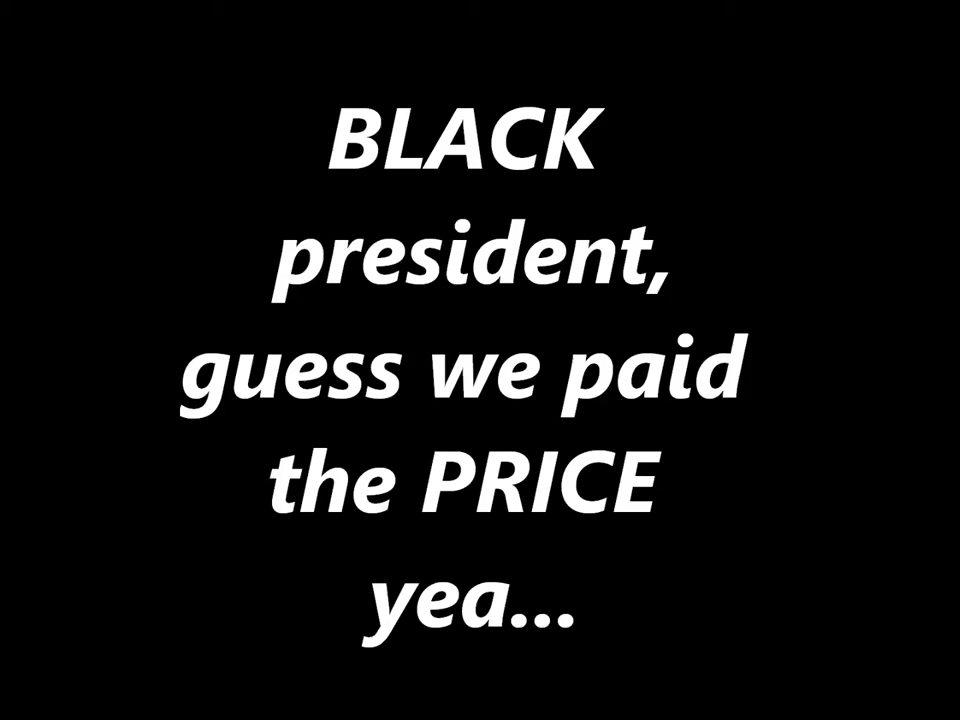 BLACK
president,
guess we paid
the PRICE
yea...